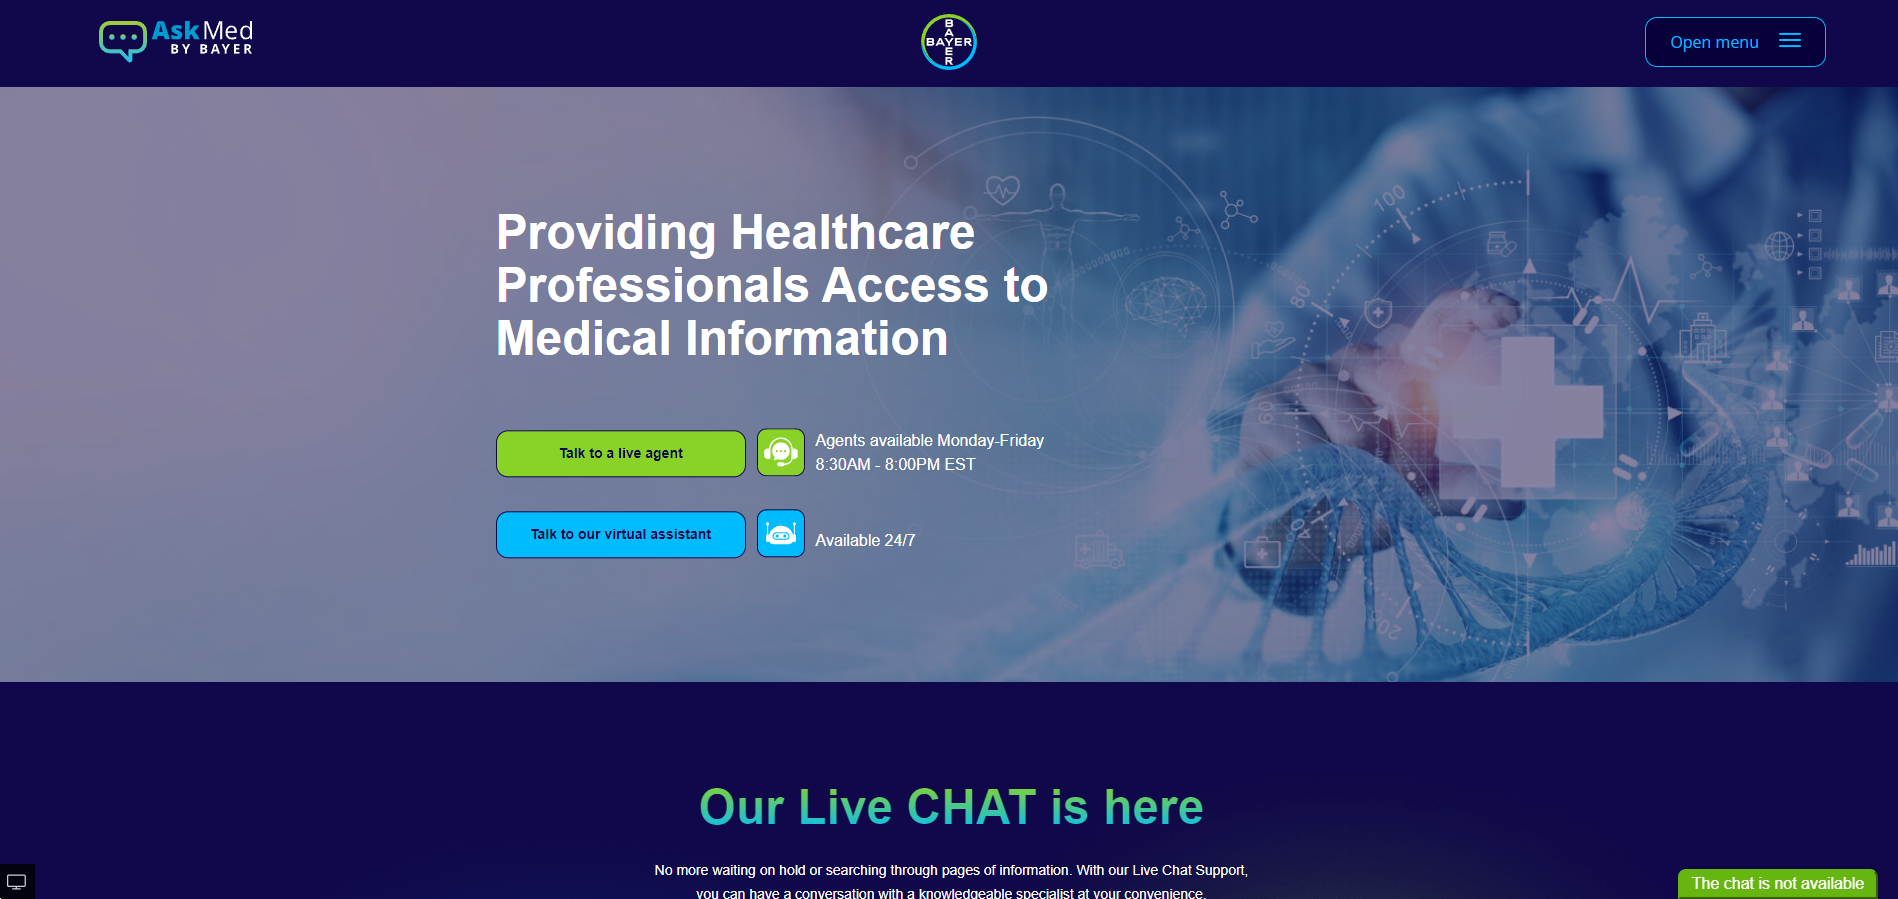 AskMed
BY BAYER
BAYER
BAYER
Open menu
Providing Healthcare
Professionals Access to
Medical Information
Talk to a live agent
Agents available Monday-Friday
8:30AM - 8:00PM EST
Talk to our virtual assistant
Available 24/7
100
80
60
40
20
Our Live CHAT is here
No more waiting on hold or searching through pages of information. With our Live Chat Support,
you can have a conversation with a knowledgeable specialist at your convenience.
The chat is not available